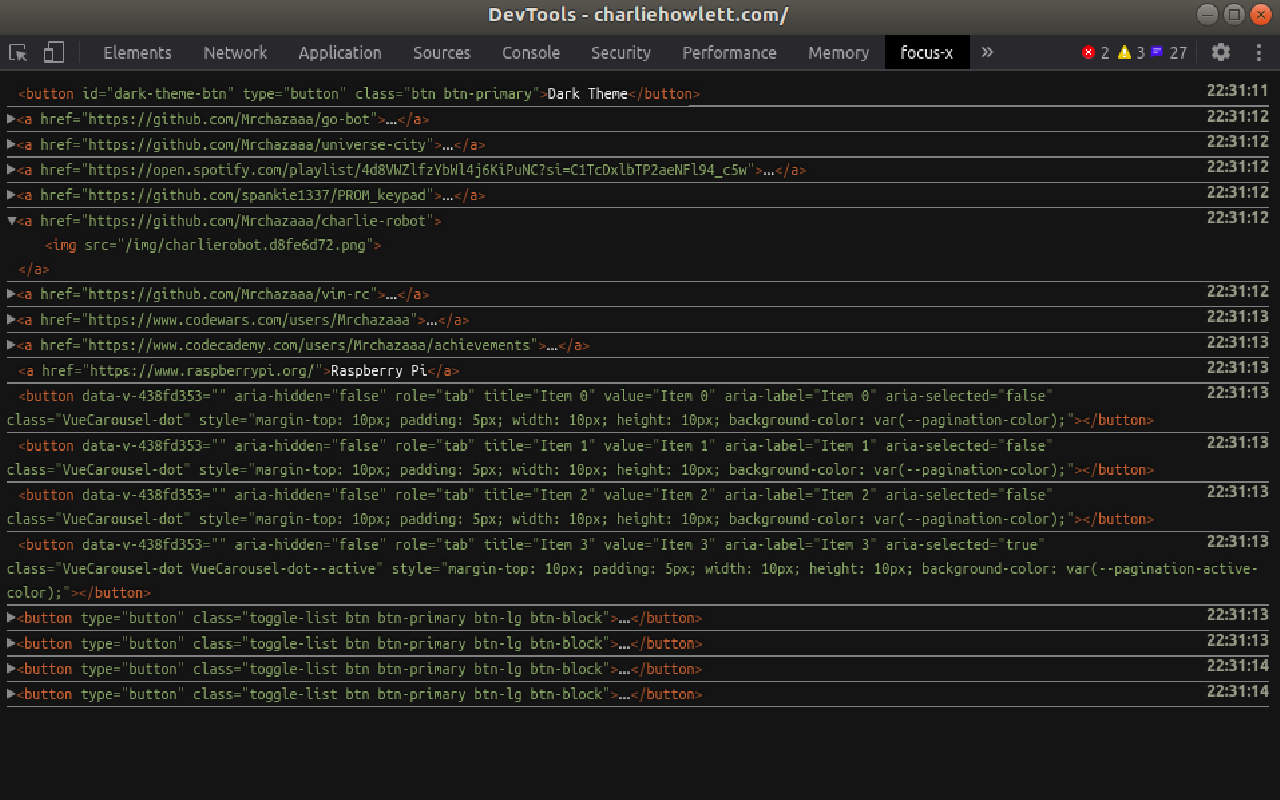 DevTools - charliehowlett.com/
Elements Network Application Sources Console Security Performance Memory focus-x » 2 3 27
<button id="dark-theme-btn" type="button" class="btn btn-primary">Dark Theme</button> 22:31:11
<a href="https://github.com/Mrchazaaa/go-bot">…</a> 22:31:12
<a href="https://github.com/Mrchazaaa/universe-city">…</a> 22:31:12
<a href="https://open.spotify.com/playlist/4d8VWZlfzYbWl4j6KiPuNC?si=C1TcDxlbTP2aeNFl94_c5w">…</a> 22:31:12
<a href="https://github.com/spankie1337/PROM_keypad">…</a> 22:31:12
<a href="https://github.com/Mrchazaaa/charlie-robot"> 22:31:12
<img src="/img/charlierobot.d8fe6d72.png">
</a>
<a href="https://github.com/Mrchazaaa/vim-rc">…</a> 22:31:12
<a href="https://www.codewars.com/users/Mrchazaaa">…</a> 22:31:13
<a href="https://www.codecademy.com/users/Mrchazaaa/achievements">…</a> 22:31:13
<a href="https://www.raspberrypi.org/">Raspberry Pi</a> 22:31:13
<button data-v-438fd353="" aria-hidden="false" role="tab" title="Item 0" value="Item 0" aria-label="Item 0" aria-selected="false" 22:31:13
class="VueCarousel-dot" style="margin-top: 10px; padding: 5px; width: 10px; height: 10px; background-color: var(--pagination-color);"></button>
<button data-v-438fd353="" aria-hidden="false" role="tab" title="Item 1" value="Item 1" aria-label="Item 1" aria-selected="false" 22:31:13
class="VueCarousel-dot" style="margin-top: 10px; padding: 5px; width: 10px; height: 10px; background-color: var(--pagination-color);"></button>
<button data-v-438fd353="" aria-hidden="false" role="tab" title="Item 2" value="Item 2" aria-label="Item 2" aria-selected="false" 22:31:13
class="VueCarousel-dot" style="margin-top: 10px; padding: 5px; width: 10px; height: 10px; background-color: var(--pagination-color);"></button>
<button data-v-438fd353="" aria-hidden="false" role="tab" title="Item 3" value="Item 3" aria-label="Item 3" aria-selected="true" 22:31:13
class="VueCarousel-dot VueCarousel-dot--active" style="margin-top: 10px; padding: 5px; width: 10px; height: 10px; background-color: var(--pagination-active-
color);"></button>
<button type="button" class="toggle-list btn btn-primary btn-lg btn-block">…</button> 22:31:13
<button type="button" class="toggle-list btn btn-primary btn-lg btn-block">…</button> 22:31:13
<button type="button" class="toggle-list btn btn-primary btn-lg btn-block">…</button> 22:31:14
<button type="button" class="toggle-list btn btn-primary btn-lg btn-block">…</button> 22:31:14